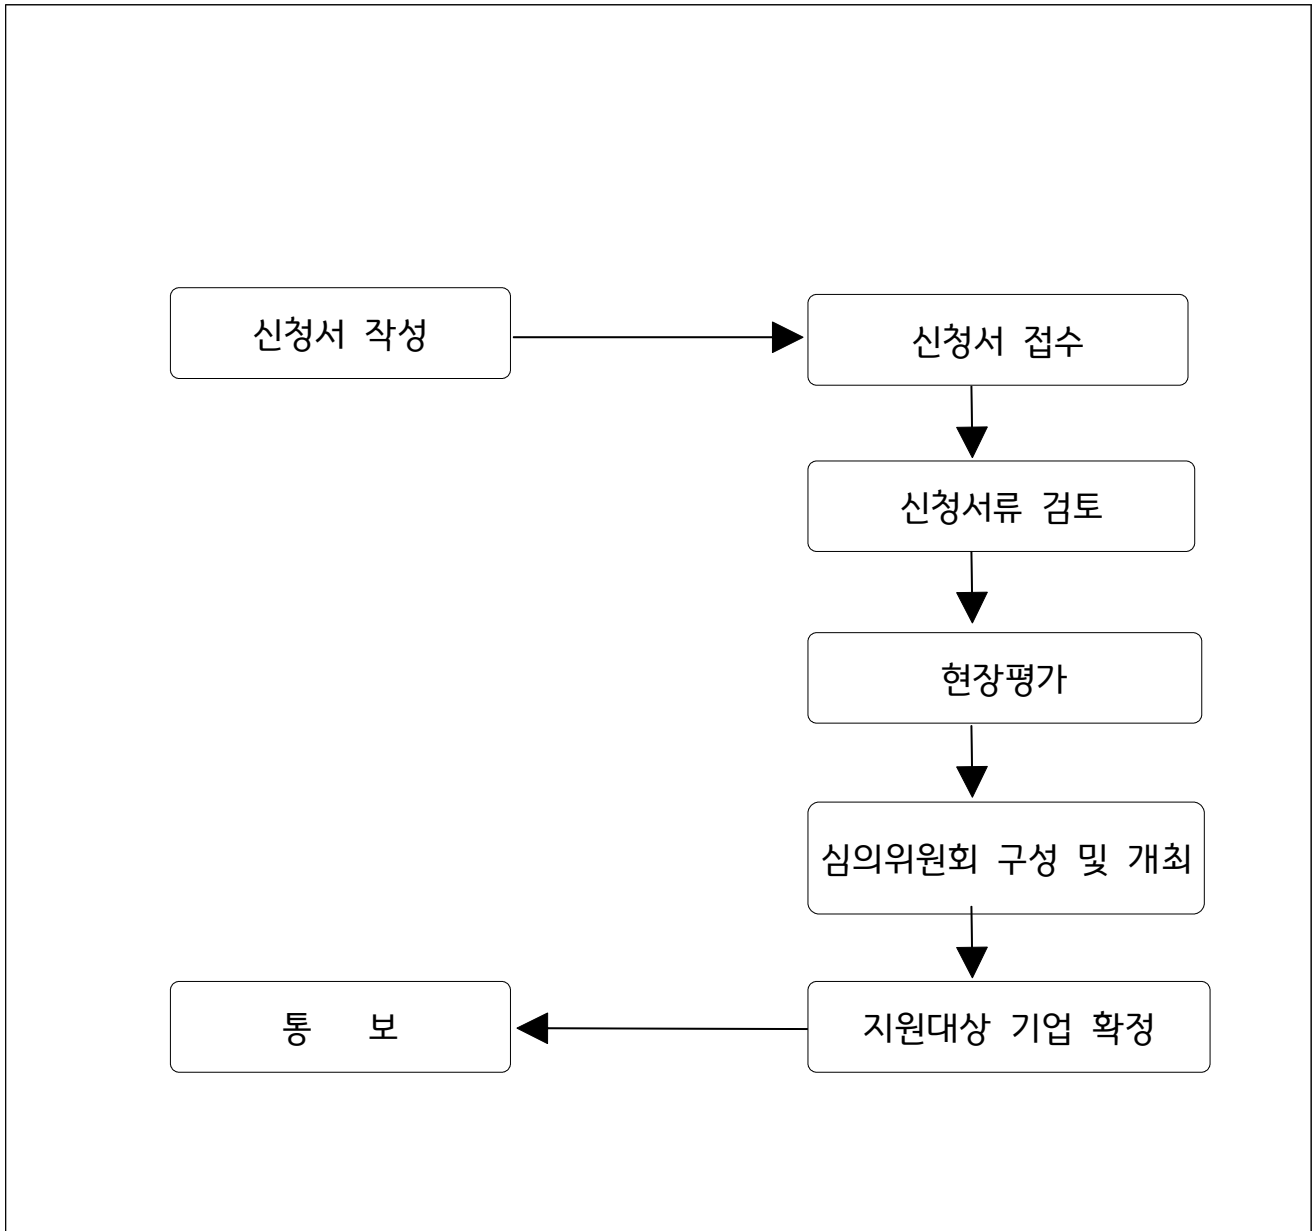 신청서 작성
신청서 접수
신청서류 검토
현장평가
심의위원회 구성 및 개최
지원대상 기업 확정
통 보